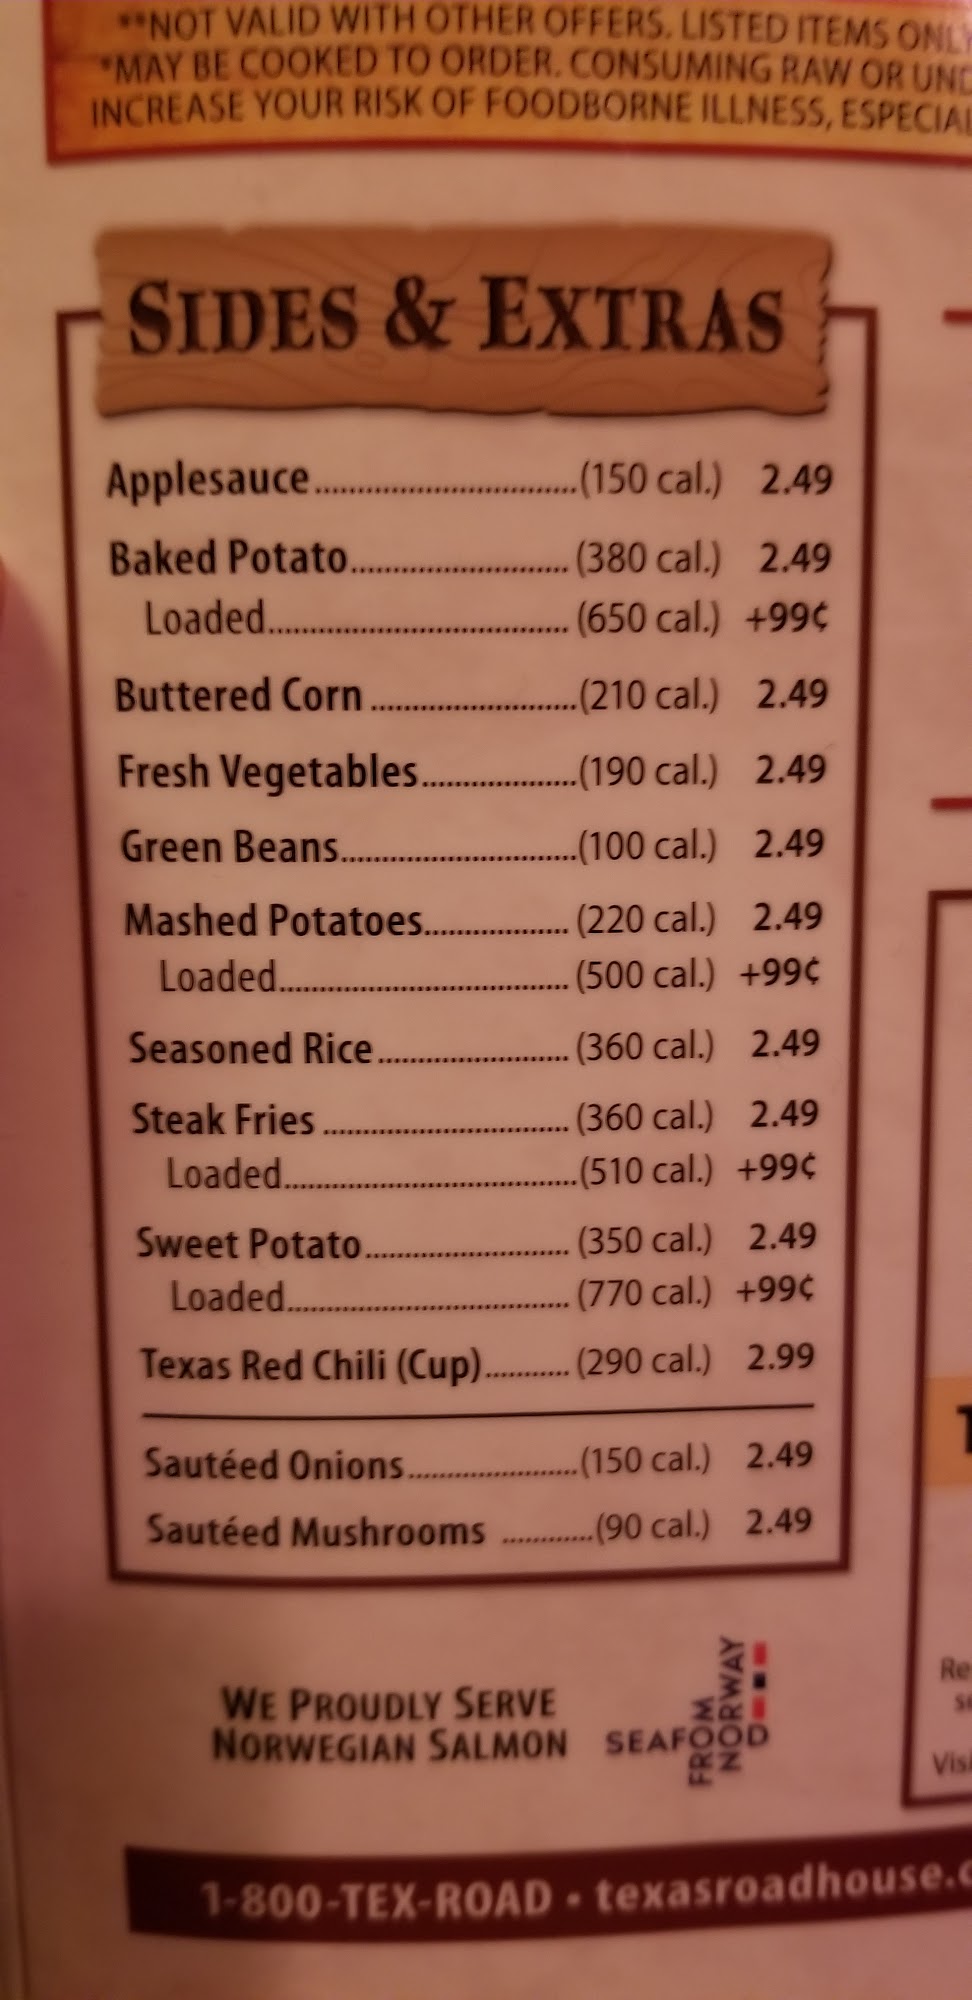 **NOT VALID WITH OTHER OFFERS. LISTED ITEMS ONLY
*MAY BE COOKED TO ORDER. CONSUMING RAW OR UND
INCREASE YOUR RISK OF FOODBORNE ILLNESS, ESPECIAL
SIDES & EXTRAS
Applesauce..............................(150 cal.) 2.49
Baked Potato..........................(380 cal.) 2.49
Loaded....................................(650 cal.) +99¢
Buttered Corn .........................(210 cal.) 2.49
Fresh Vegetables...................(190 cal.) 2.49
Green Beans............................(100 cal.) 2.49
Mashed Potatoes..................(220 cal.) 2.49
Loaded...................................(500 cal.) +99¢
Seasoned Rice.......................(360 cal.) 2.49
Steak Fries ..............................(360 cal.) 2.49
Loaded...................................(510 cal.) +99¢
Sweet Potato.........................(350 cal.) 2.49
Loaded..................................(770 cal.) +99¢
Texas Red Chili (Cup)..........(290 cal.) 2.99
Sautéed Onions.....................(150 cal.) 2.49
Sautéed Mushrooms ...........(90 cal.) 2.49
WE PROUDLY SERVE
NORWEGIAN SALMON
SEAFOOD
FROM
NORWAY
Re
Visi
1-800-TEX-ROAD • texasroadhouse.c